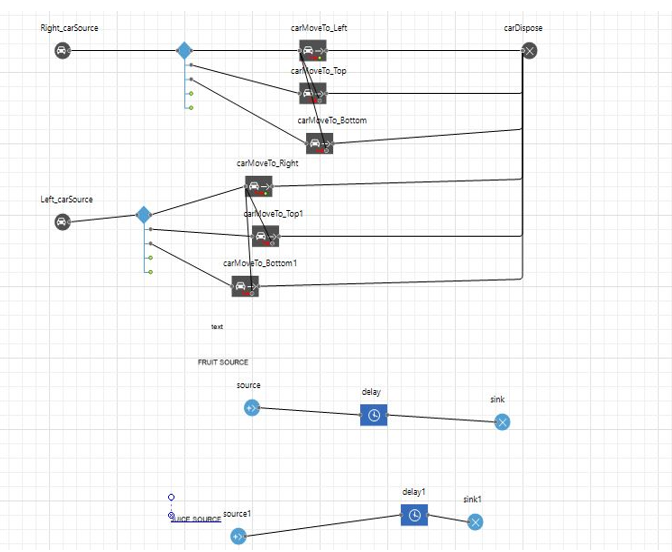 Right_carSource
carMoveTo_Left
carDispose
carMoveTo_Top
carMoveTo_Bottom
carMoveTo_Right
Left_carSource
carMoveTo_Top1
carMoveTo_Bottom1
text
FRUIT SOURCE
source
delay
sink
delay1
sink1
JUICE SOURCE
source1